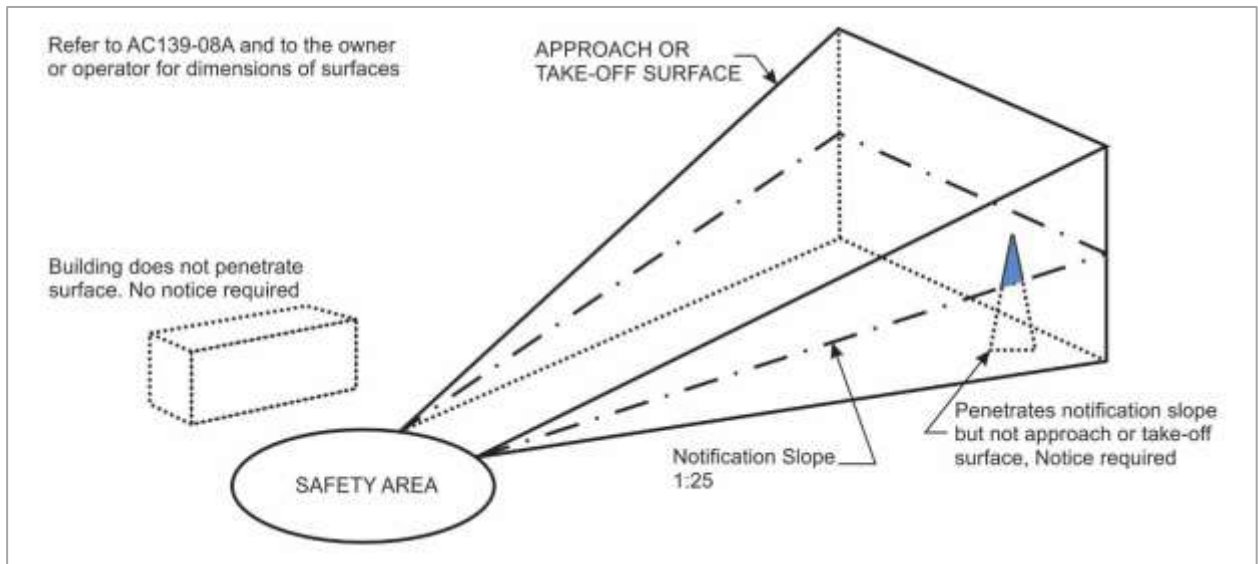 Refer to AC139-08A and to the owner
or operator for dimensions of surfaces
APPROACH OR
TAKE-OFF SURFACE
Building does not penetrate
surface. No notice required
SAFETY AREA
Notification Slope
1:25
Penetrates notification slope
but not approach or take-off
surface, Notice required